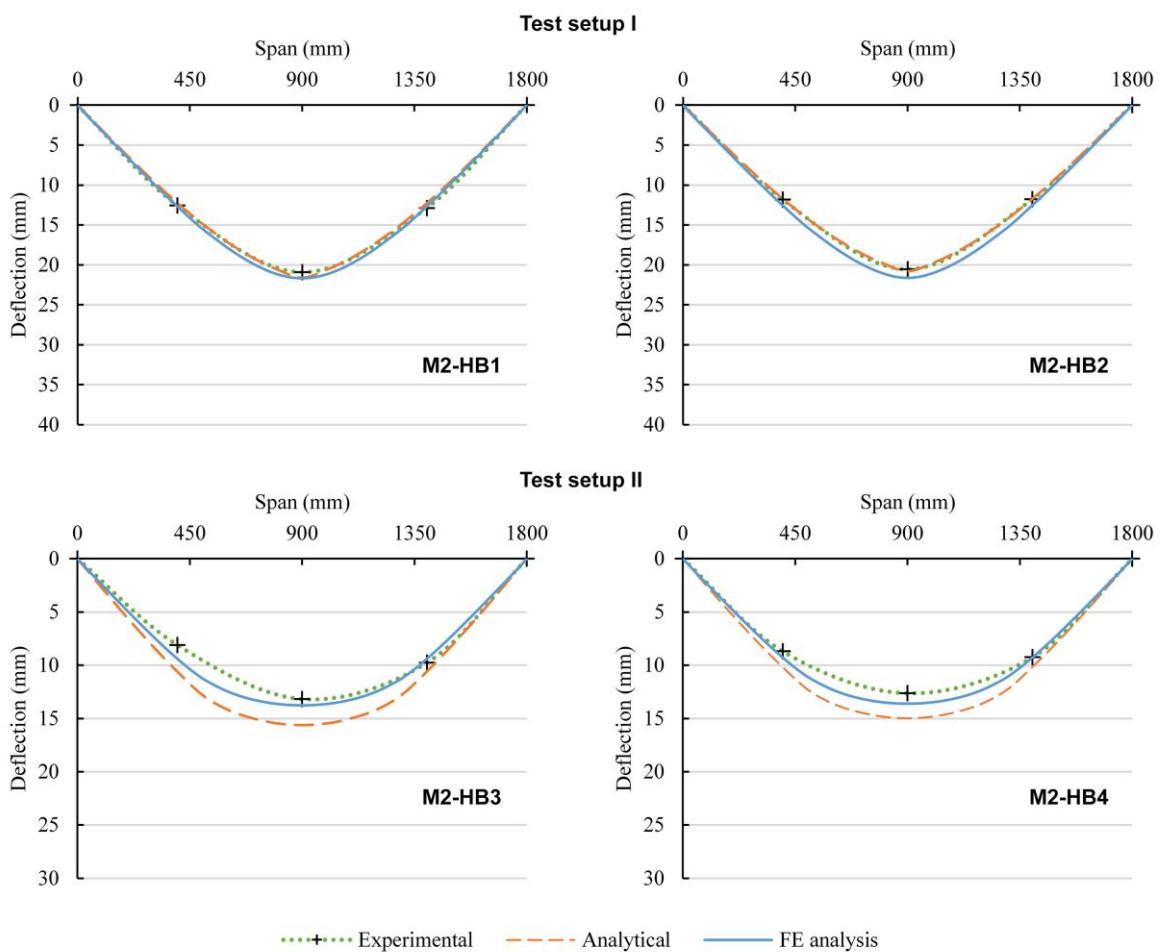 Test setup I
Span (mm) Span (mm)
0 450 900 1350 1800 0 450 900 1350 1800
0 0
5 5
10 10
15 15
20 20
25 25
30 30
35 35
40 40
Deflection (mm) Deflection (mm)
M2-HB1 M2-HB2
Test setup II
Span (mm) Span (mm)
0 450 900 1350 1800 0 450 900 1350 1800
0 0
5 5
10 10
15 15
20 20
25 25
30 30
Deflection (mm) Deflection (mm)
M2-HB3 M2-HB4
Experimental Analytical FE analysis